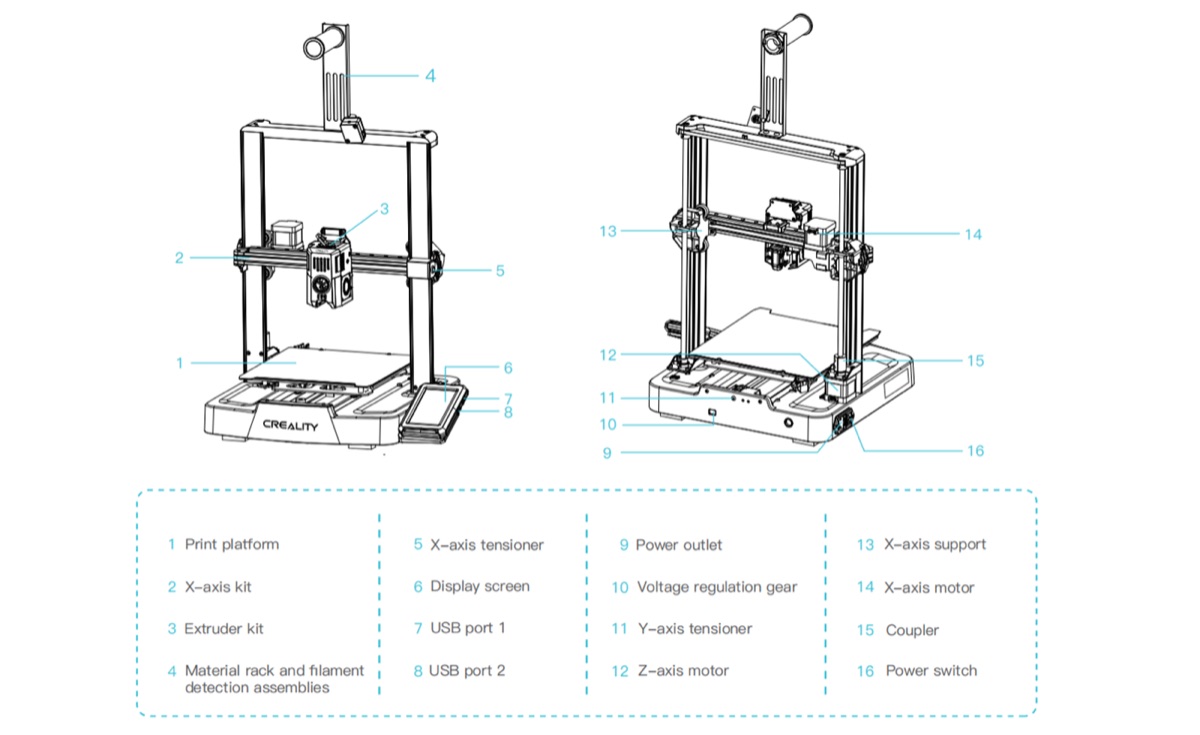 4
3
2
5
1
6
7
8
CREALITY
13
14
12
15
11
10
9
16
1 Print platform
2 X-axis kit
3 Extruder kit
4 Material rack and filament
detection assemblies
5 X-axis tensioner
6 Display screen
7 USB port 1
8 USB port 2
9 Power outlet
10 Voltage regulation gear
11 Y-axis tensioner
12 Z-axis motor
13 X-axis support
14 X-axis motor
15 Coupler
16 Power switch